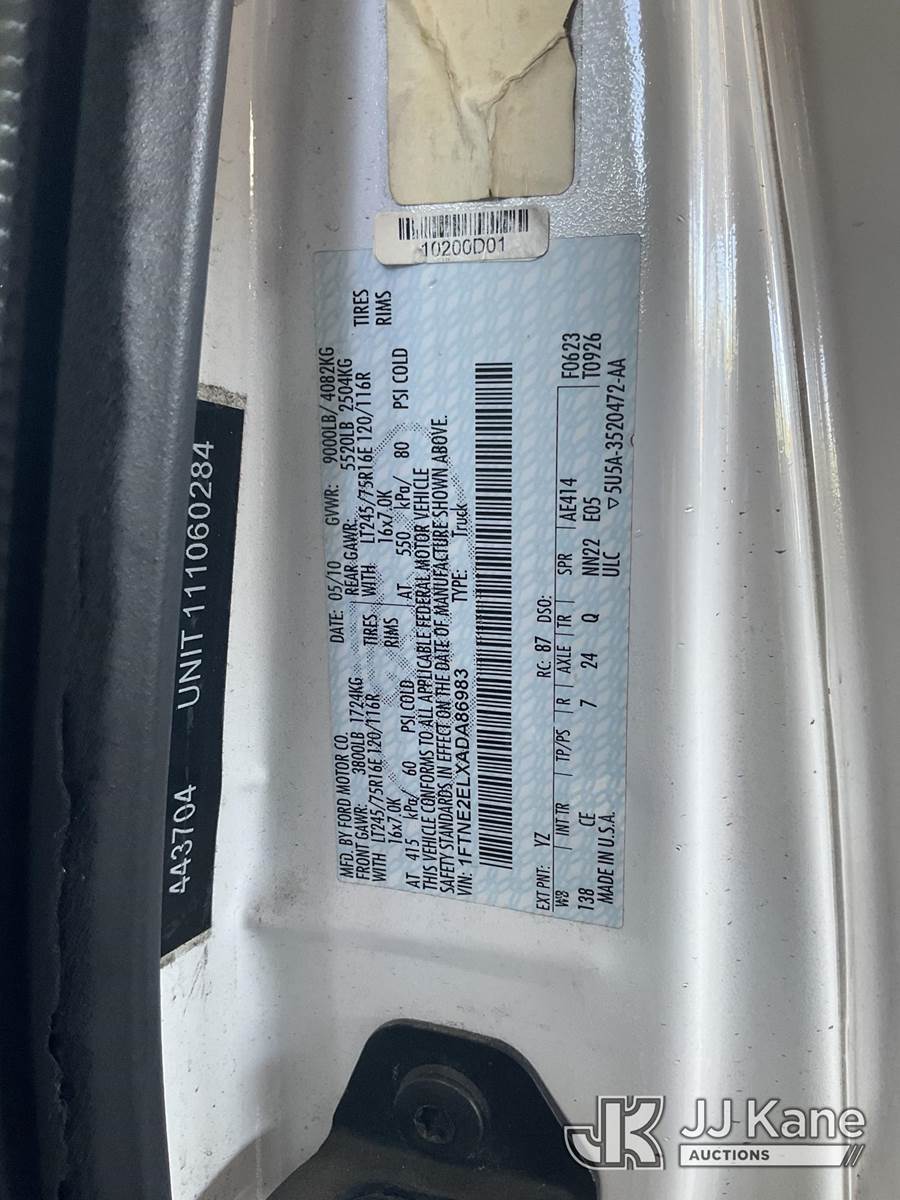 443704 UNIT 111060284
10200D01
MFD. BY FORD MOTOR CO.
DATE: 05/10 GVWR: 9000LB/ 4082KG
FRONT GAWR: 3800LB 1724KG REAR GAWR: 5520LB 2504KG
WITH LT245/75R16E 120/116R TIRES WITH LT245/75R16E 120/116R TIRES
16x7.0K RIMS 16x7.0K RIMS
AT 415 kPa/ 60 PSI COLD AT 550 kPa/ 80 PSI COLD
THIS VEHICLE CONFORMS TO ALL APPLICABLE FEDERAL MOTOR VEHICLE
SAFETY STANDARDS IN EFFECT ON THE DATE OF MANUFACTURE SHOWN ABOVE.
VIN: 1FTNE2ELXADA86983 TYPE: Truck
EXT PNT: YZ RC: 87 DSO: F0623
WB INT TR TP/PS R AXLE TR SPR AE414 T0926
138 CE 7 24 Q NN22 E05
MADE IN U.S.A. ULC ▽5U5A-3520472-AA
JK JJ Kane
AUCTIONS